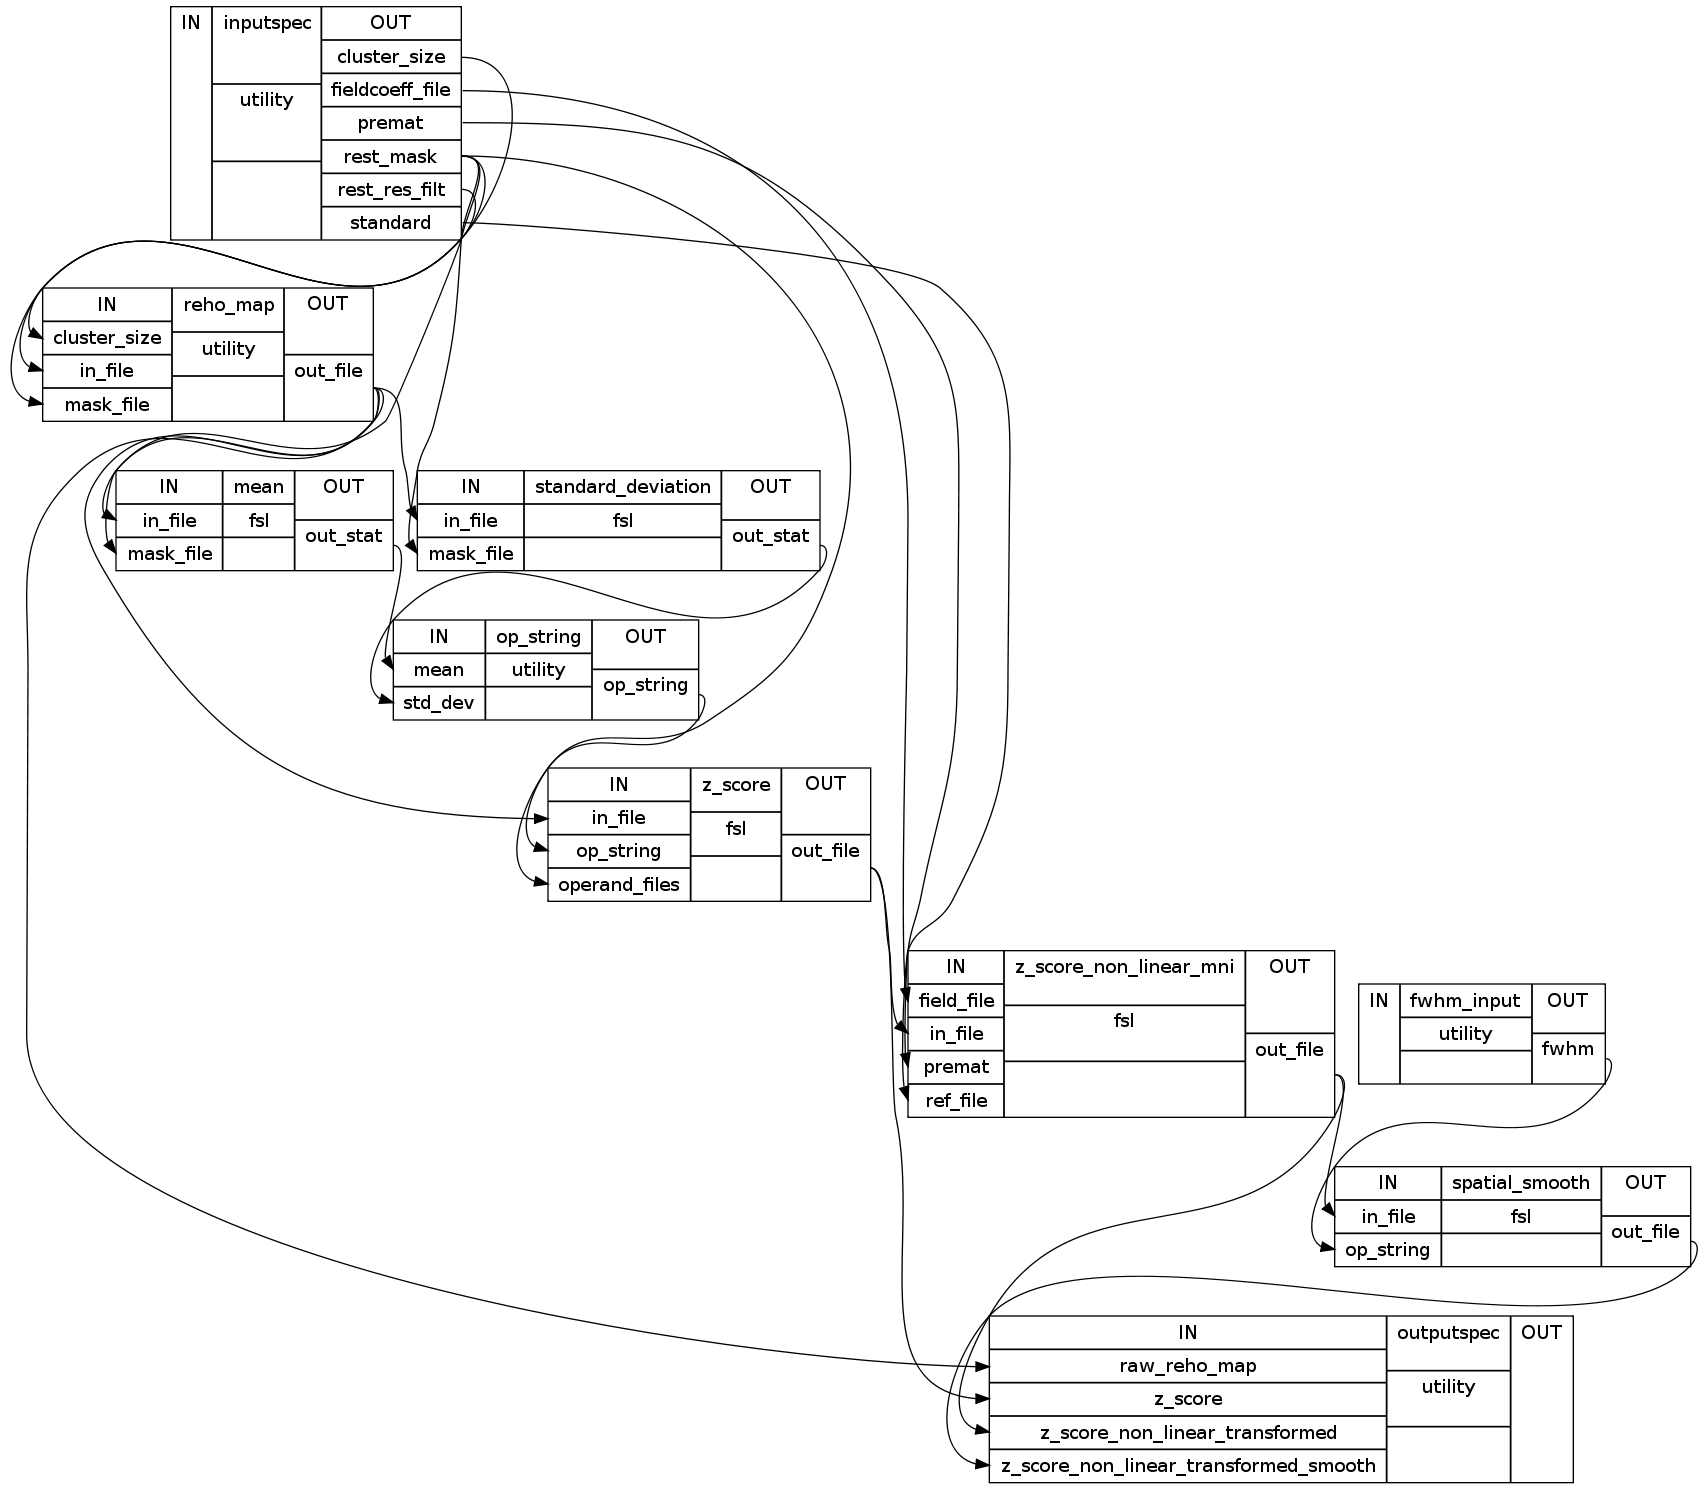 IN inputspec OUT
cluster_size
fieldcoeff_file
utility
premat
rest_mask
rest_res_filt
standard
IN reho_map OUT
cluster_size
utility
in_file
out_file
mask_file
IN mean OUT
in_file fsl
out_stat
mask_file
IN standard_deviation OUT
in_file fsl
out_stat
mask_file
IN op_string OUT
mean utility
op_string
std_dev
IN z_score OUT
in_file
fsl
op_string
out_file
operand_files
IN z_score_non_linear_mni OUT
field_file
fsl
in_file
out_file
premat
ref_file
IN fwhm_input OUT
utility
fwhm
IN spatial_smooth OUT
in_file fsl
out_file
op_string
IN outputspec OUT
raw_reho_map
utility
z_score
z_score_non_linear_transformed
z_score_non_linear_transformed_smooth